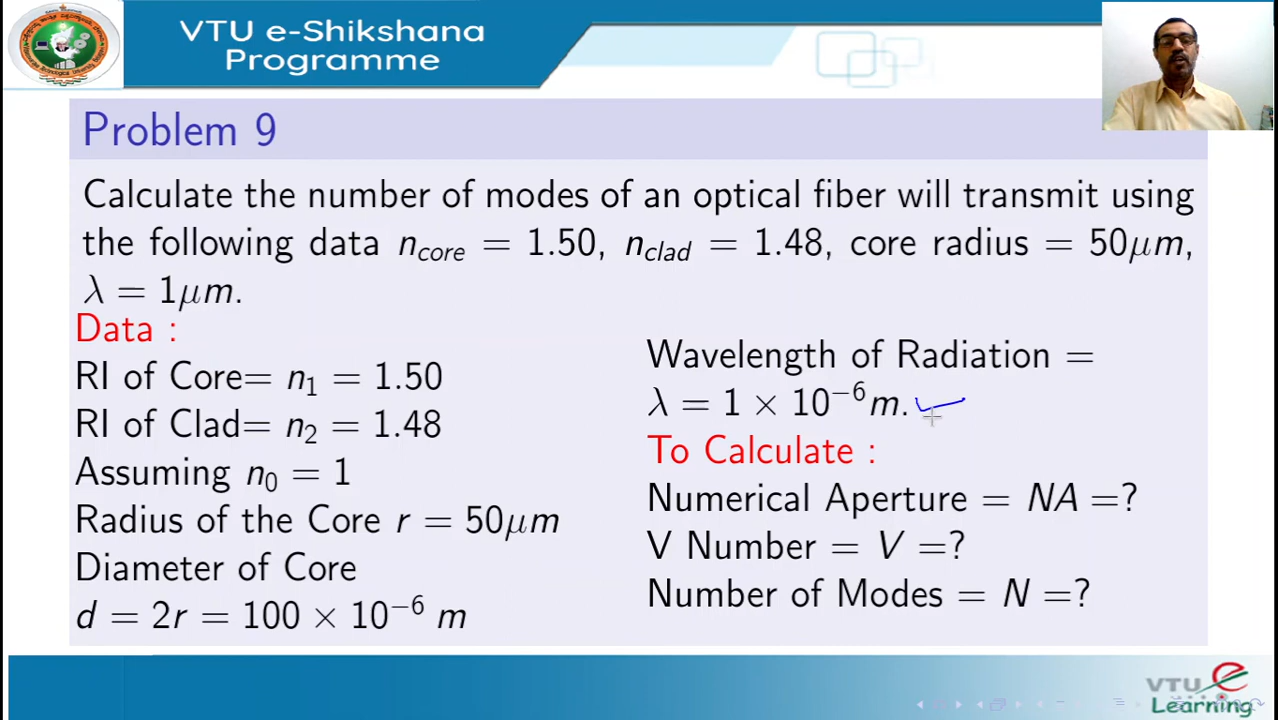 VTU e-Shikshana
Programme
Problem 9
Calculate the number of modes of an optical fiber will transmit using
the following data n_core = 1.50, n_clad = 1.48, core radius = 50μm,
λ = 1μm.
Data :
RI of Core= n₁ = 1.50
RI of Clad= n₂ = 1.48
Assuming n₀ = 1
Radius of the Core r = 50μm
Diameter of Core
d = 2r = 100 × 10⁻⁶ m
Wavelength of Radiation =
λ = 1 × 10⁻⁶m.
To Calculate :
Numerical Aperture = NA =?
V Number = V =?
Number of Modes = N =?
VTU e
Learning